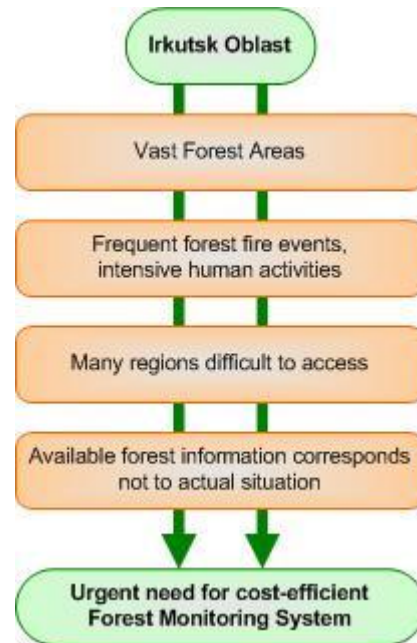 Irkutsk Oblast
Vast Forest Areas
Frequent forest fire events,
intensive human activities
Many regions difficult to access
Available forest information corresponds
not to actual situation
Urgent need for cost-efficient
Forest Monitoring System